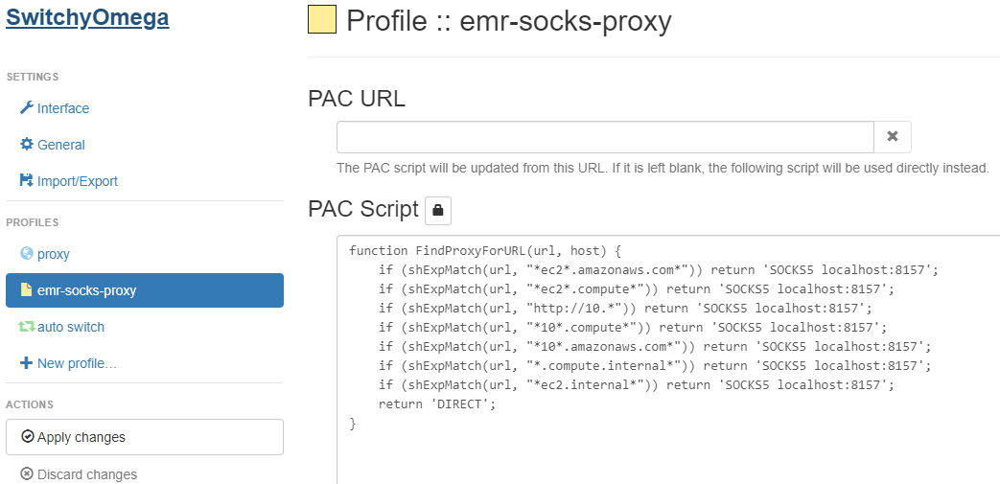 SwitchyOmega
SETTINGS
Interface
General
Import/Export
PROFILES
proxy
emr-socks-proxy
auto switch
New profile…
ACTIONS
Apply changes
Discard changes
Profile :: emr-socks-proxy
PAC URL
The PAC script will be updated from this URL. If it is left blank, the following script will be used directly instead.
PAC Script
function FindProxyForURL(url, host) {
    if (shExpMatch(url, "*ec2*.amazonaws.com*")) return 'SOCKS5 localhost:8157';
    if (shExpMatch(url, "*ec2*.compute*")) return 'SOCKS5 localhost:8157';
    if (shExpMatch(url, "http://10.*")) return 'SOCKS5 localhost:8157';
    if (shExpMatch(url, "*10*.compute*")) return 'SOCKS5 localhost:8157';
    if (shExpMatch(url, "*10*.amazonaws.com*")) return 'SOCKS5 localhost:8157';
    if (shExpMatch(url, "*.compute.internal*")) return 'SOCKS5 localhost:8157';
    if (shExpMatch(url, "*ec2.internal*")) return 'SOCKS5 localhost:8157';
    return 'DIRECT';
}